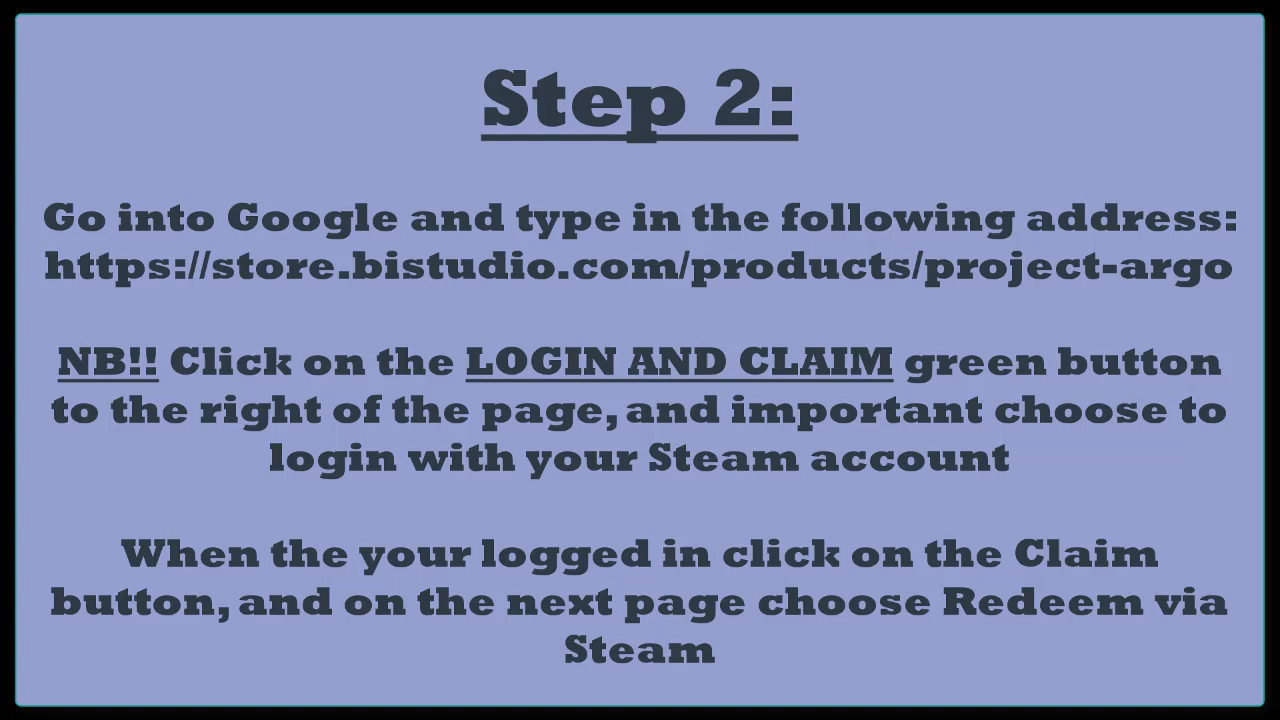 Step 2:
Go into Google and type in the following address:
https://store.bistudio.com/products/project-argo
NB!! Click on the LOGIN AND CLAIM green button
to the right of the page, and important choose to
login with your Steam account
When the your logged in click on the Claim
button, and on the next page choose Redeem via
Steam